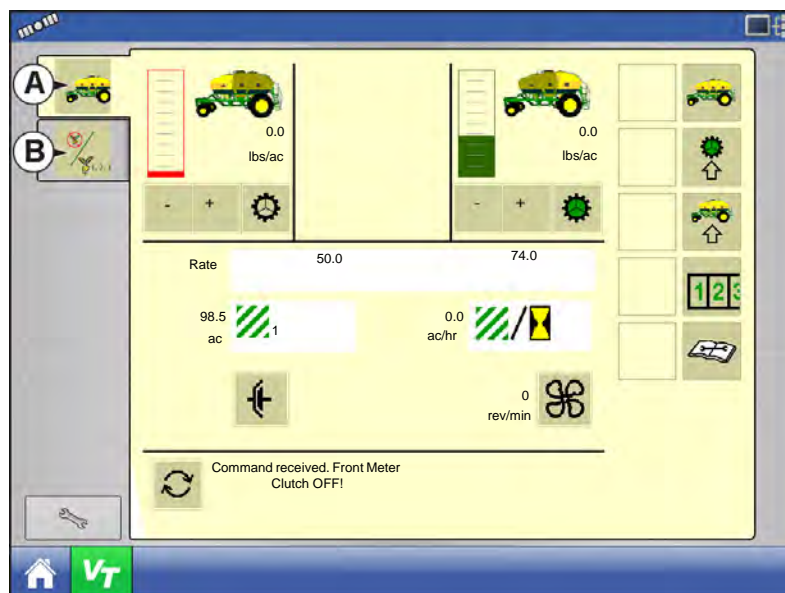 A
B
0.0
lbs/ac
0.0
lbs/ac
- +
- +
Rate 50.0 74.0
98.5
ac
1
0.0
ac/hr
/
0
rev/min
1 2 3
Command received. Front Meter
Clutch OFF!
VT